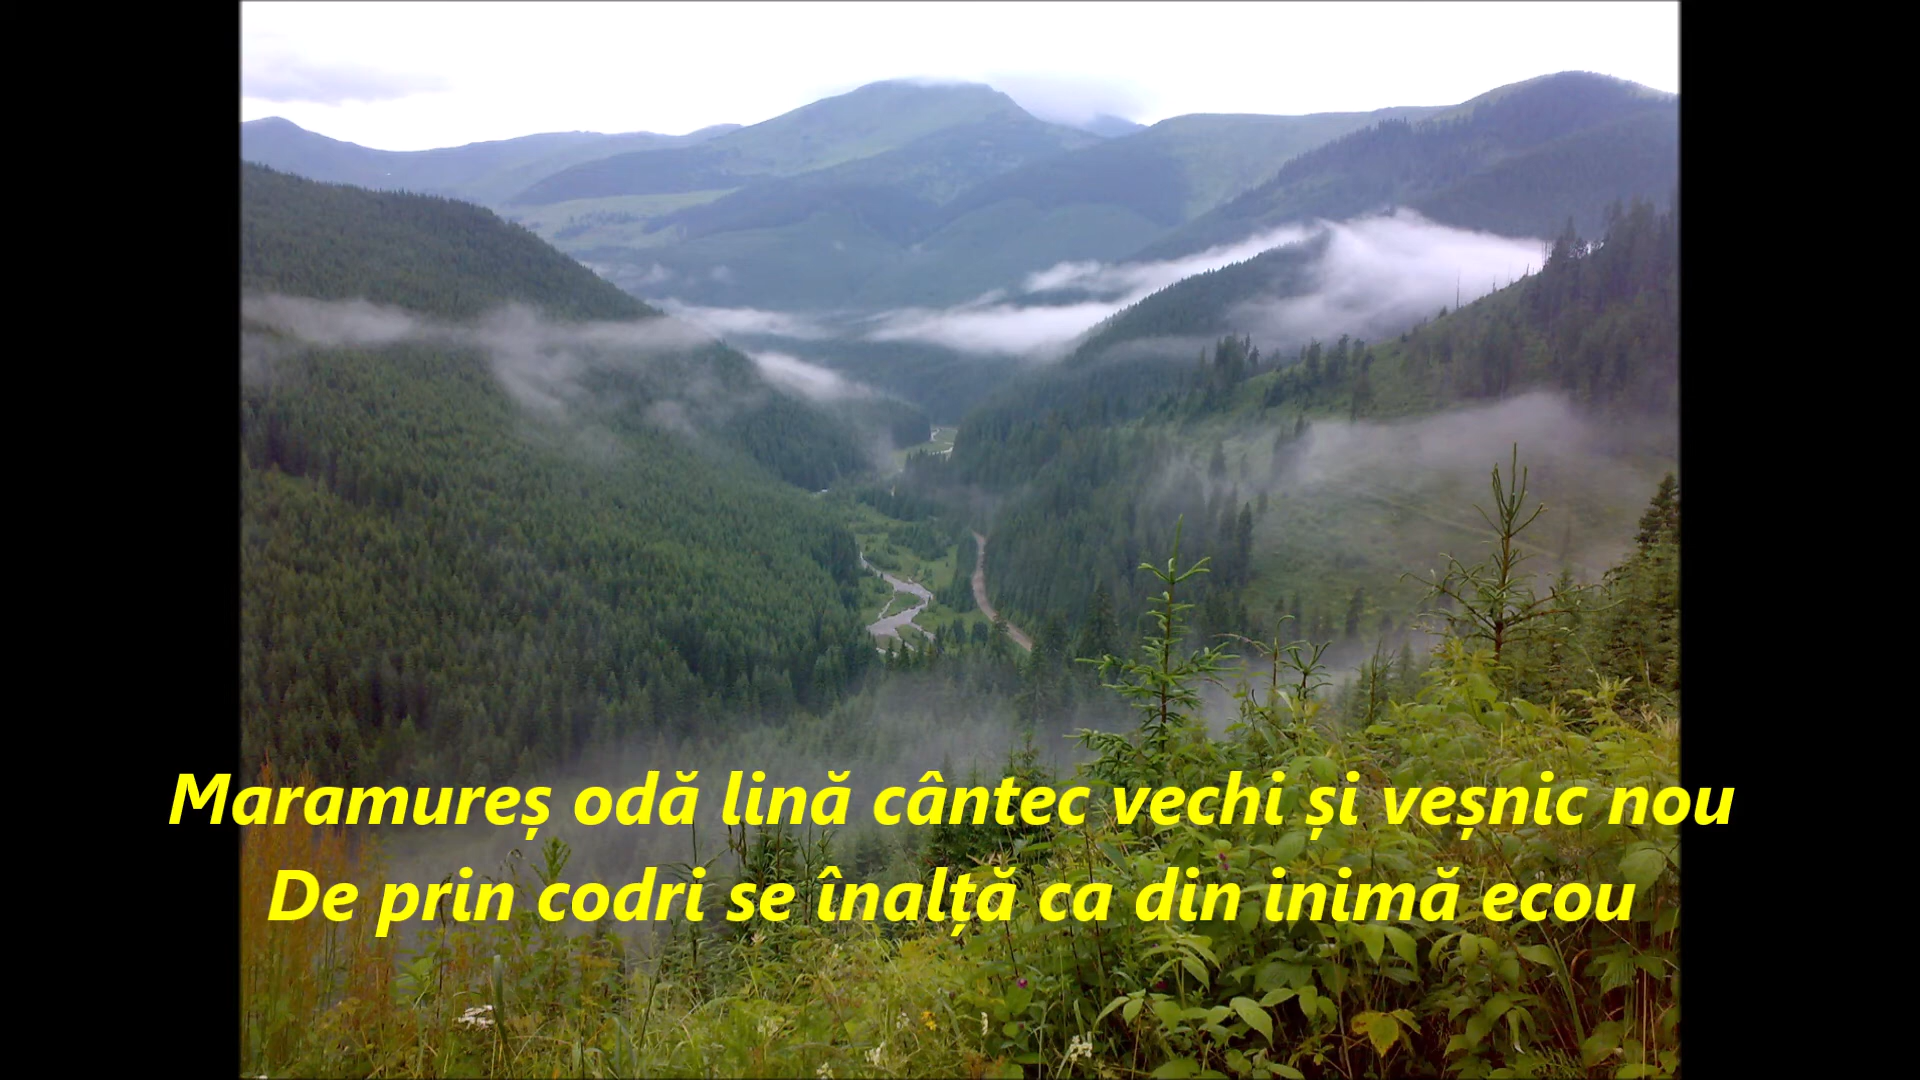 Maramureș odă lină cântec vechi și veșnic nou
De prin codri se înalță ca din inimă ecou